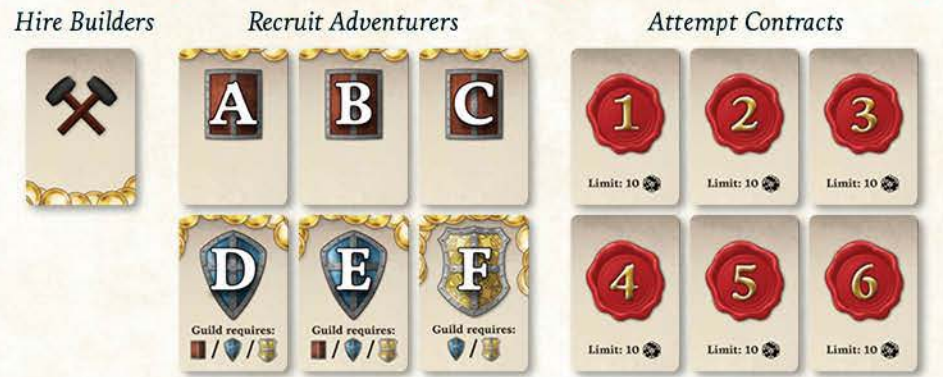 Hire Builders
Recruit Adventurers
Attempt Contracts
A B C
1 2 3
Limit: 10 Limit: 10 Limit: 10
D E F
Guild requires: Guild requires: Guild requires:
/ / / / /
4 5 6
Limit: 10 Limit: 10 Limit: 10